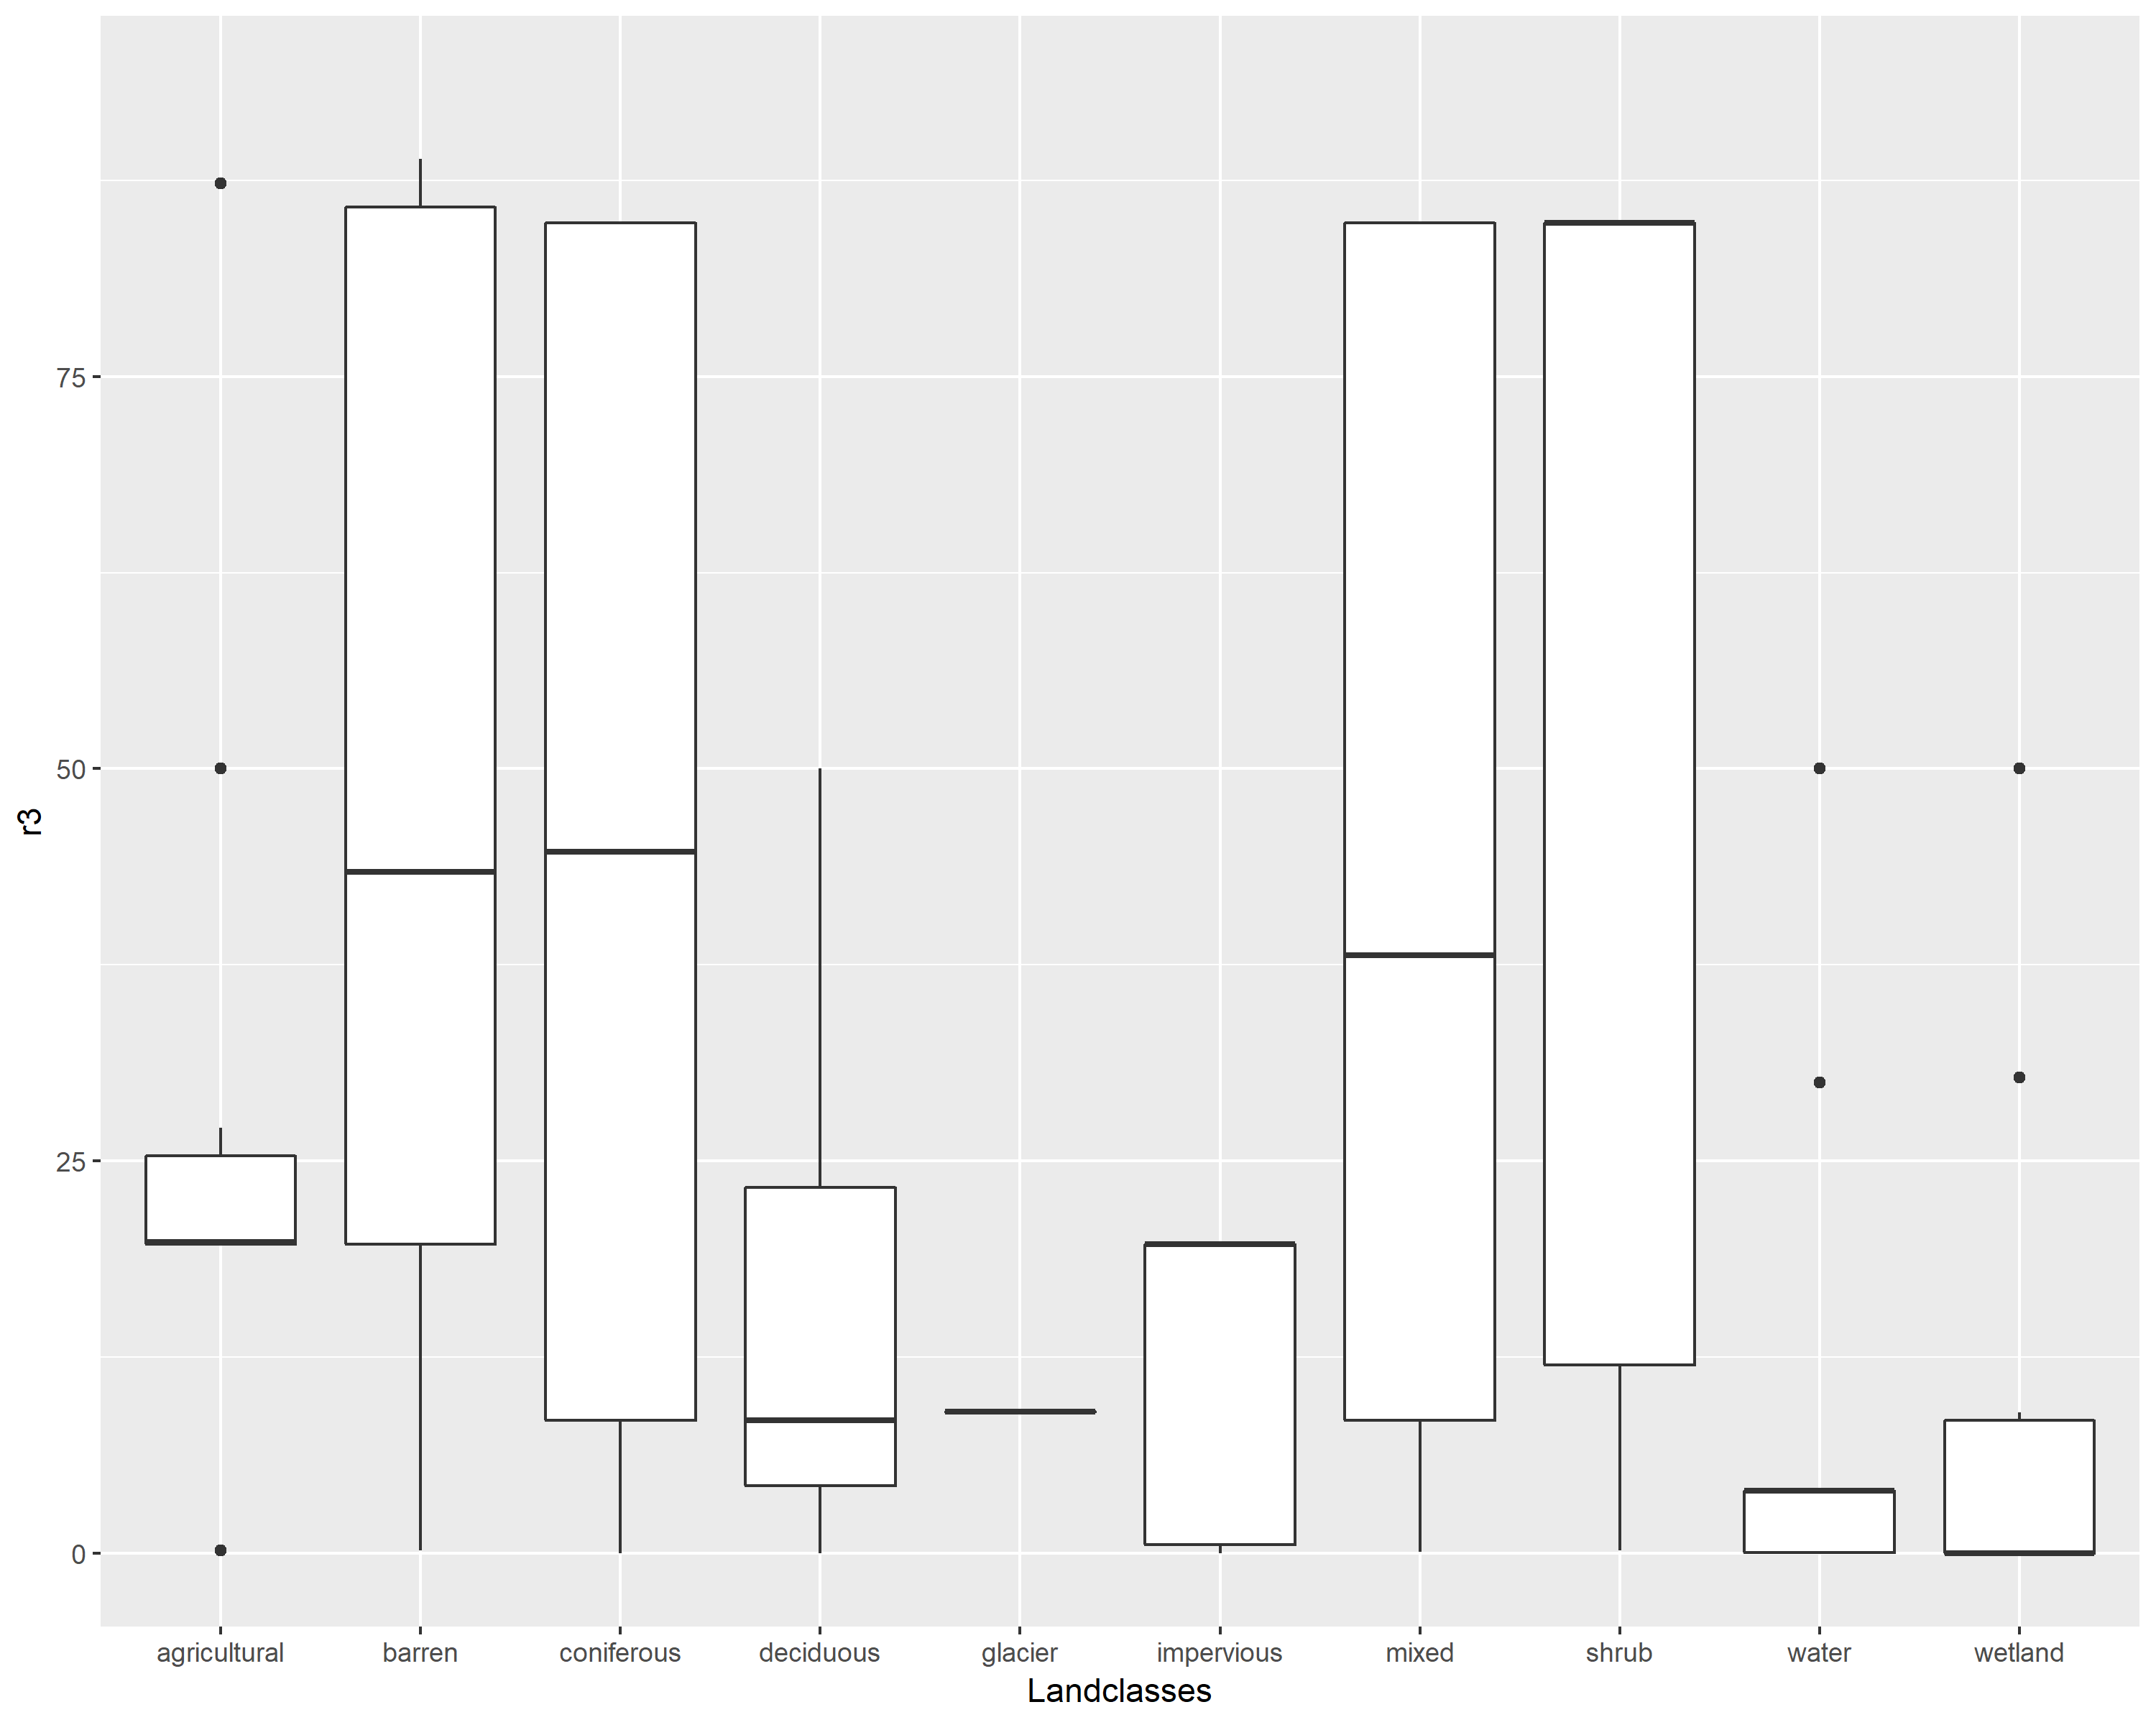 r3
75
50
25
0
agricultural barren coniferous deciduous glacier impervious mixed shrub water wetland
Landclasses